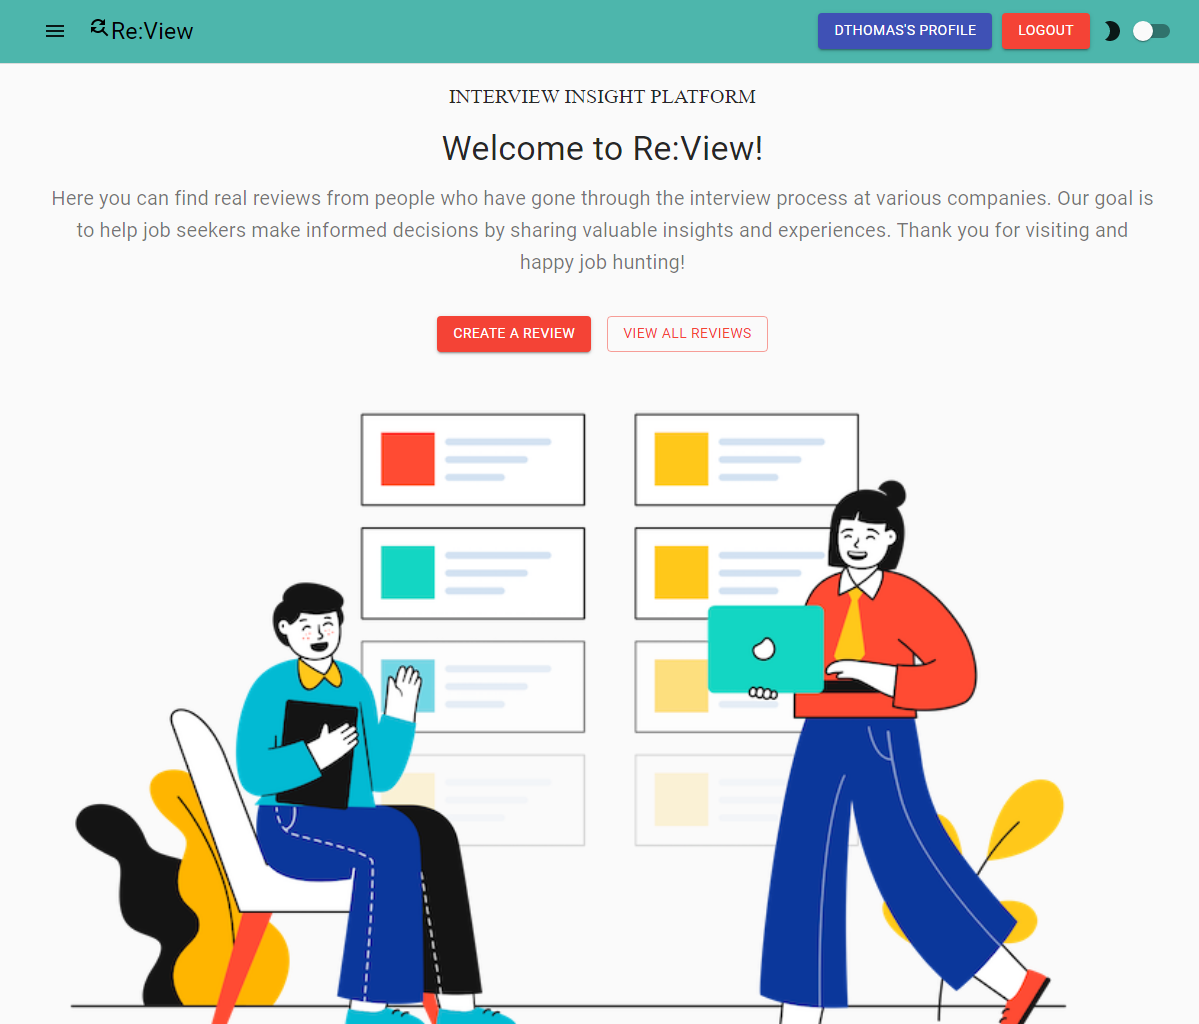 Re:View
DTHOMAS'S PROFILE
LOGOUT
INTERVIEW INSIGHT PLATFORM
Welcome to Re:View!
Here you can find real reviews from people who have gone through the interview process at various companies. Our goal is
to help job seekers make informed decisions by sharing valuable insights and experiences. Thank you for visiting and
happy job hunting!
CREATE A REVIEW
VIEW ALL REVIEWS